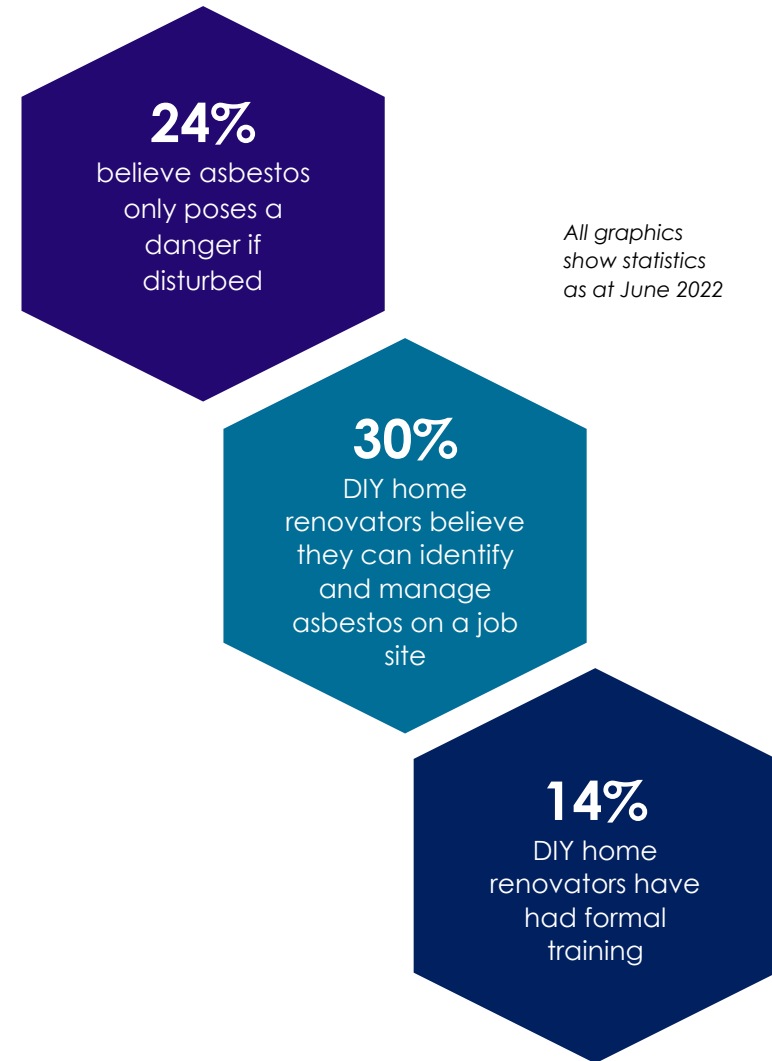 24%
believe asbestos
only poses a
danger if
disturbed
All graphics
show statistics
as at June 2022
30%
DIY home
renovators believe
they can identify
and manage
asbestos on a job
site
14%
DIY home
renovators have
had formal
training